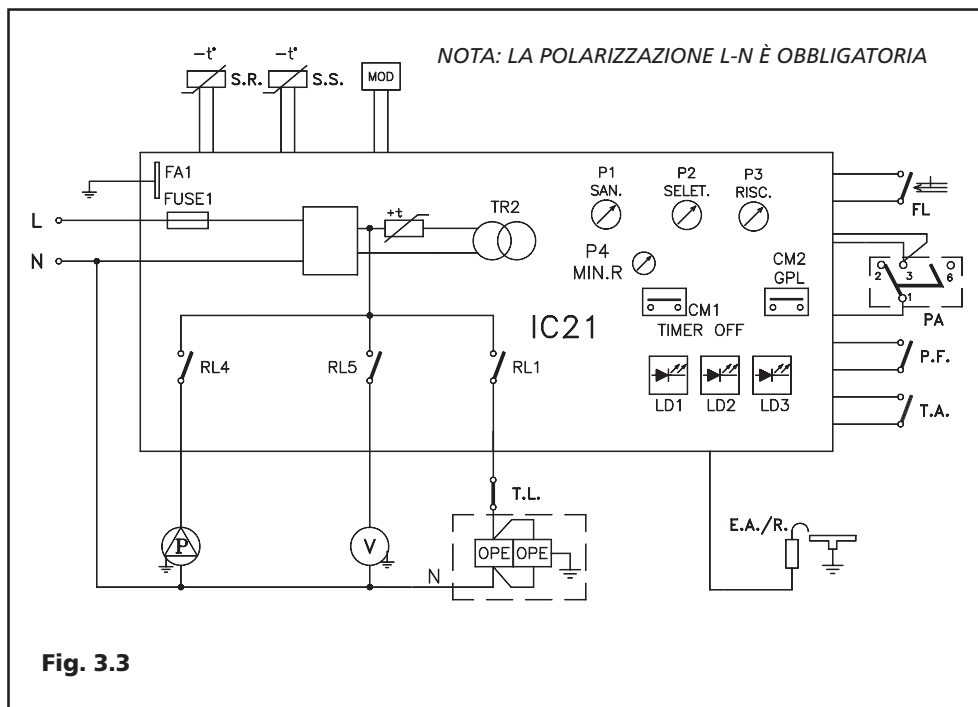 NOTA: LA POLARIZZAZIONE L-N È OBBLIGATORIA
-t° S.R. -t° S.S. MOD
FA1
FUSE1
L
N
+t
TR2
P1
SAN.
P2
SELET.
P3
RISC.
P4
MIN.R
CM1
TIMER OFF
CM2
GPL
IC21
RL4
RL5
RL1
LD1 LD2 LD3
FL
2 3 6
1
PA
P.F.
T.A.
T.L.
E.A./R.
P
V
OPE OPE
N
Fig. 3.3